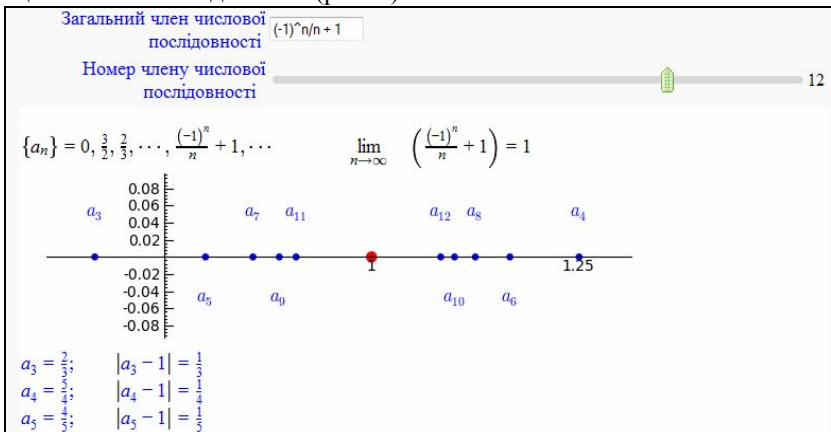 Загальний член числової
послідовності
(-1)^n/n + 1
Номер члену числової
послідовності
12
{aₙ} = 0, 3/2, 2/3, ⋯, (-1)ⁿ/n + 1, ⋯
lim n→∞ ((-1)ⁿ/n + 1) = 1
0.08
0.06
0.04
0.02
-0.02
-0.04
-0.06
-0.08
a₃ a₇ a₁₁ a₁₂ a₈ a₄
1 1.25
a₅ a₉ a₁₀ a₆
a₃ = 2/3; |a₃ − 1| = 1/3
a₄ = 5/4; |a₄ − 1| = 1/4
a₅ = 4/5; |a₅ − 1| = 1/5